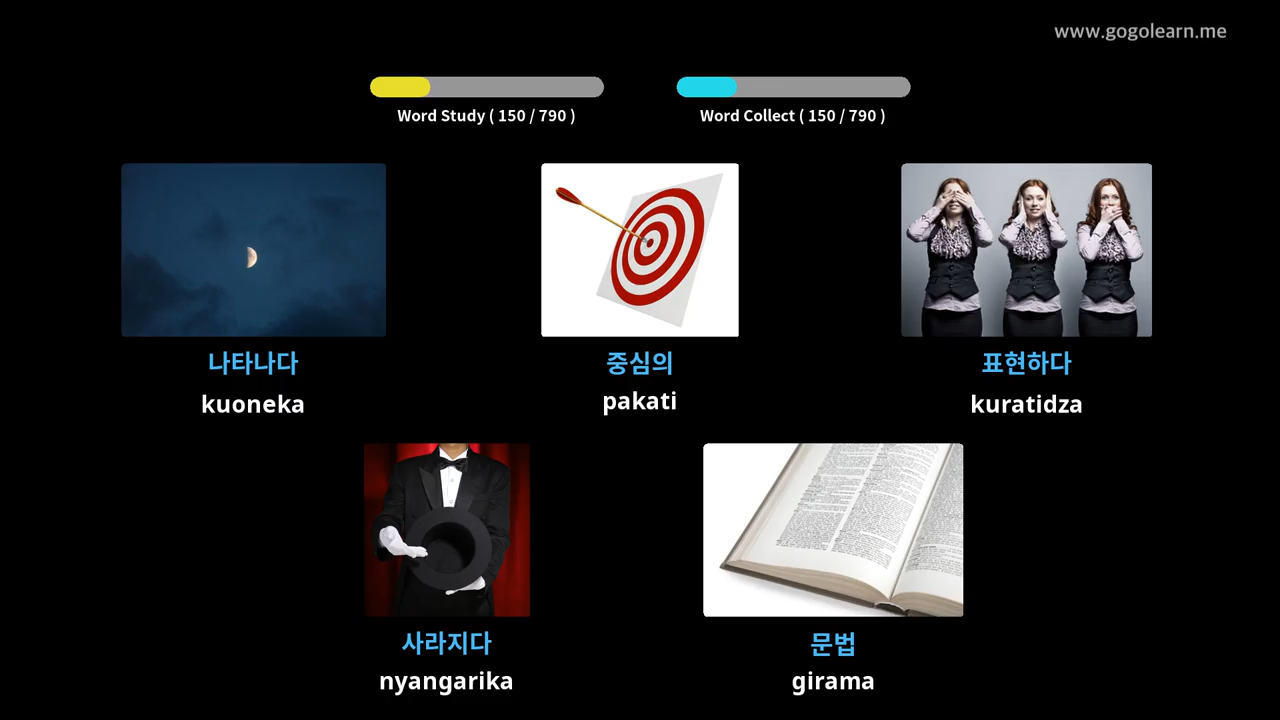 www.gogolearn.me
Word Study ( 150 / 790 )
Word Collect ( 150 / 790 )
나타나다
kuoneka
중심의
pakati
표현하다
kuratidza
사라지다
nyangarika
문법
girama